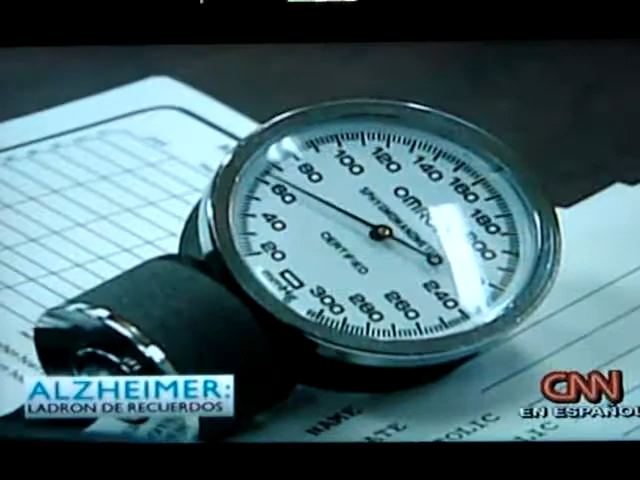 100
120
140
80
160
60
180
40
OMRO
200
SPHYGMOMANOMETER
20
CERTIFIED
mmHg
300
280
260
240
ALZHEIMER:
LADRON DE RECUERDOS
NAME
CNN
EN ESPAÑOL